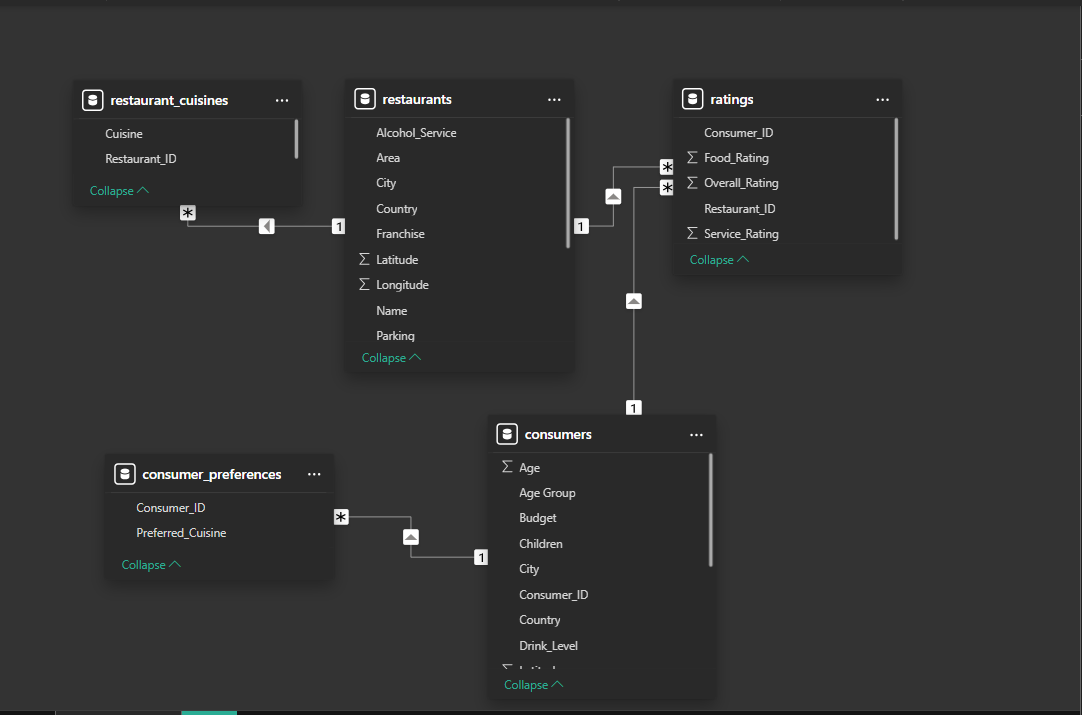 restaurant_cuisines
...
Cuisine
Restaurant_ID
Collapse
*
1
restaurants
...
Alcohol_Service
Area
City
Country
Franchise
Σ Latitude
Σ Longitude
Name
Parking
Collapse
1
*
*
ratings
...
Consumer_ID
Σ Food_Rating
Σ Overall_Rating
Restaurant_ID
Σ Service_Rating
Collapse
1
consumer_preferences
...
Consumer_ID
Preferred_Cuisine
Collapse
*
1
consumers
...
Σ Age
Age Group
Budget
Children
City
Consumer_ID
Country
Drink_Level
Collapse